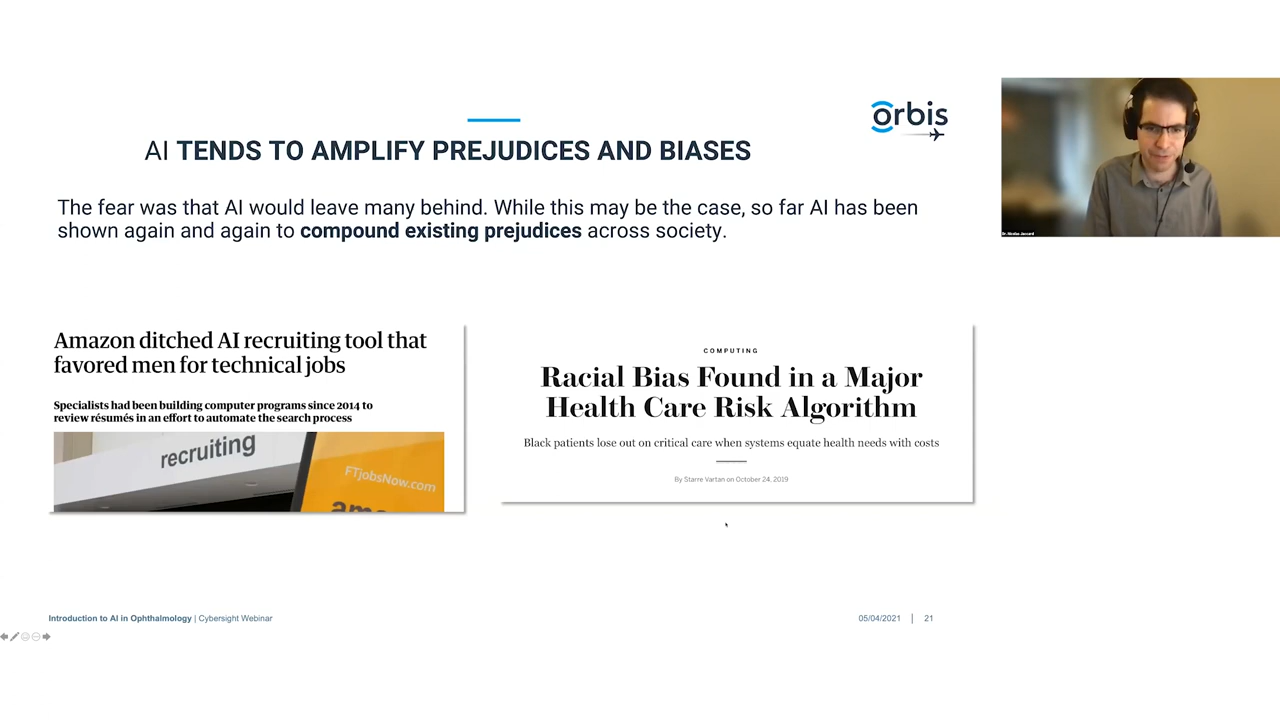 orbis
AI TENDS TO AMPLIFY PREJUDICES AND BIASES
The fear was that AI would leave many behind. While this may be the case, so far AI has been
shown again and again to compound existing prejudices across society.
Amazon ditched AI recruiting tool that
favored men for technical jobs
Specialists had been building computer programs since 2014 to
review résumés in an effort to automate the search process
recruiting
FTjobsNow.com
COMPUTING
Racial Bias Found in a Major
Health Care Risk Algorithm
Black patients lose out on critical care when systems equate health needs with costs
By Starre Vartan on October 24, 2019
Introduction to AI in Ophthalmology | Cybersight Webinar
05/04/2021 | 21
Dr. Nicolas Jaccard